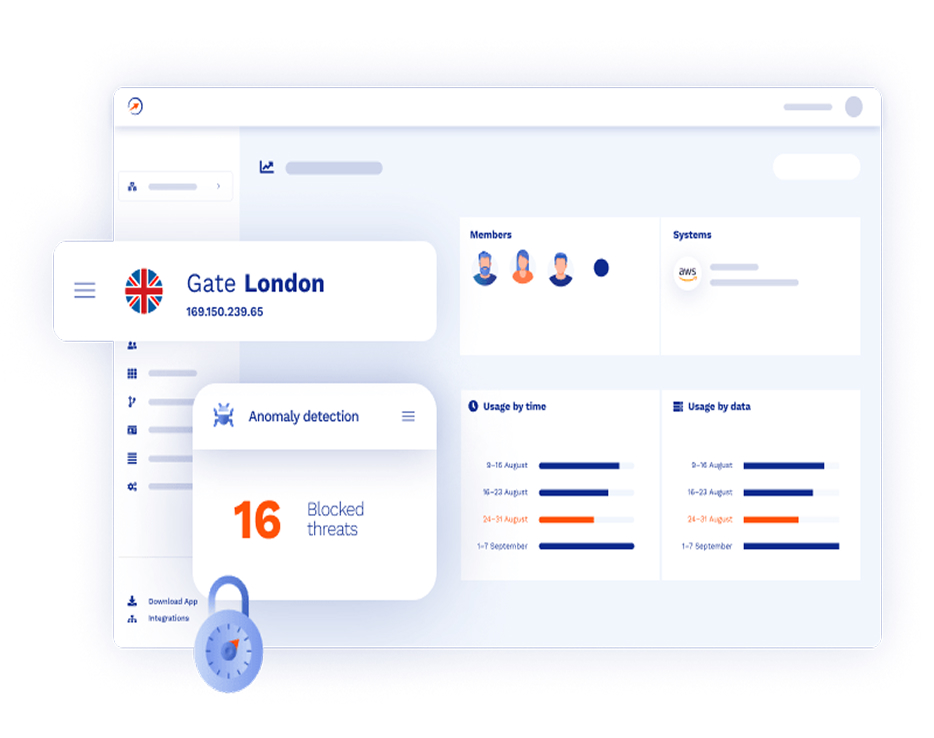 Members
Systems
aws
Gate London
169.150.239.65
Anomaly detection
16
Blocked
threats
Usage by time
9-16 August
16-23 August
24-31 August
1-7 September
Usage by data
9-16 August
16-23 August
24-31 August
1-7 September
Download App
Integrations